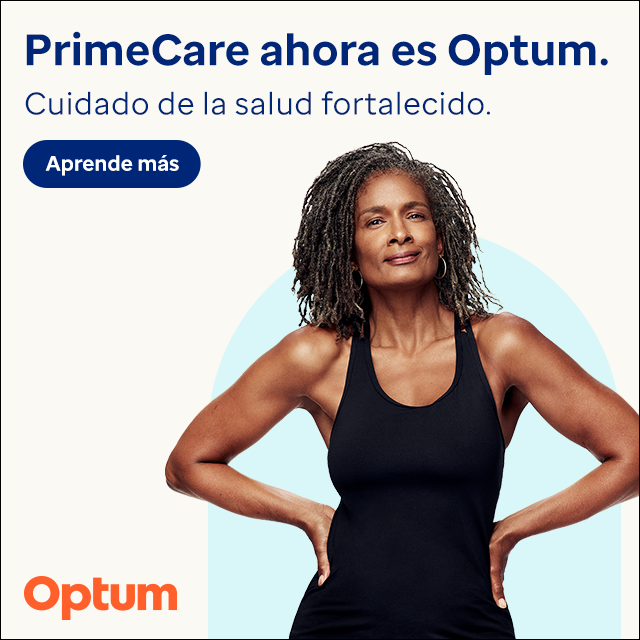 PrimeCare ahora es Optum.
Cuidado de la salud fortalecido.
Aprende más
Optum